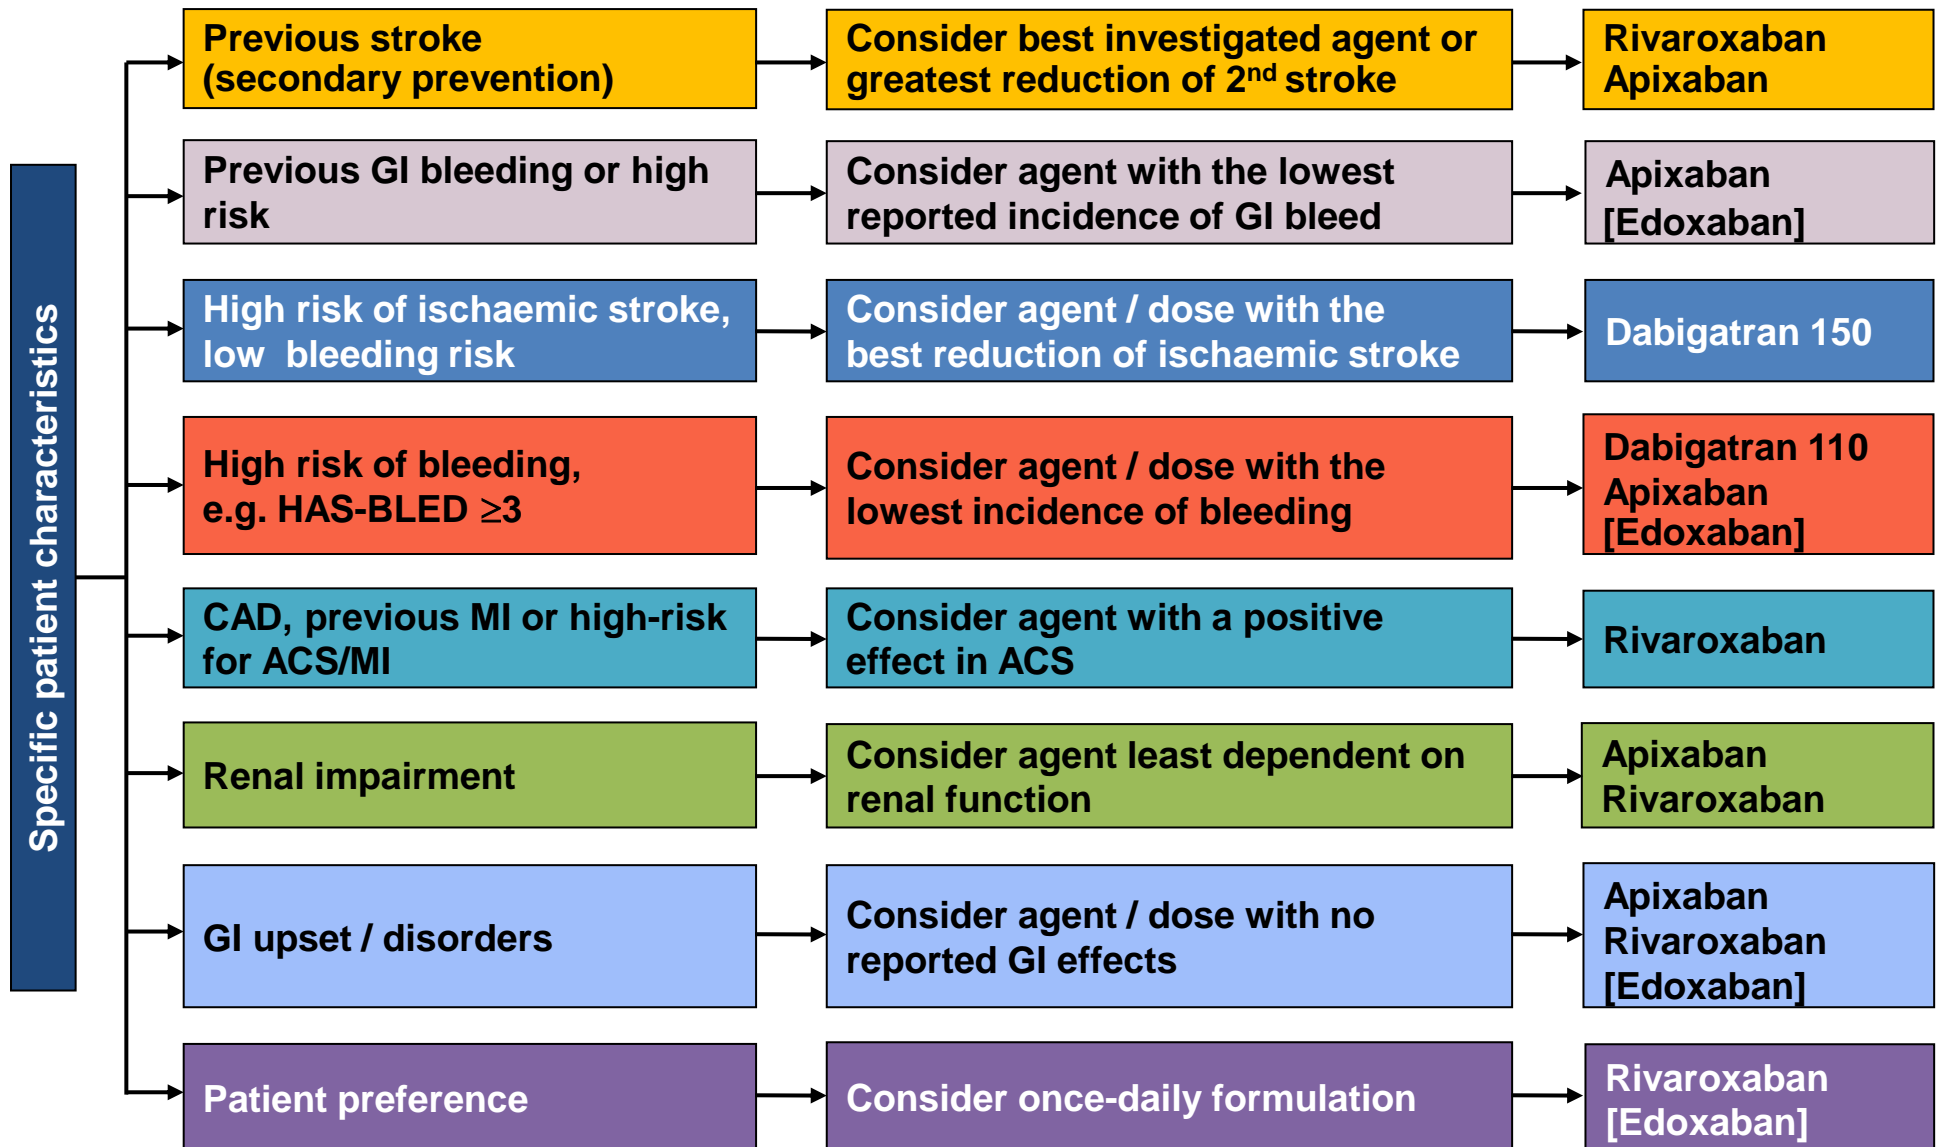 Specific patient characteristics
Previous stroke
(secondary prevention)
Consider best investigated agent or
greatest reduction of 2nd stroke
Rivaroxaban
Apixaban
Previous GI bleeding or high
risk
Consider agent with the lowest
reported incidence of GI bleed
Apixaban
[Edoxaban]
High risk of ischaemic stroke,
low bleeding risk
Consider agent / dose with the
best reduction of ischaemic stroke
Dabigatran 150
High risk of bleeding,
e.g. HAS-BLED ≥3
Consider agent / dose with the
lowest incidence of bleeding
Dabigatran 110
Apixaban
[Edoxaban]
CAD, previous MI or high-risk
for ACS/MI
Consider agent with a positive
effect in ACS
Rivaroxaban
Renal impairment
Consider agent least dependent on
renal function
Apixaban
Rivaroxaban
GI upset / disorders
Consider agent / dose with no
reported GI effects
Apixaban
Rivaroxaban
[Edoxaban]
Patient preference
Consider once-daily formulation
Rivaroxaban
[Edoxaban]